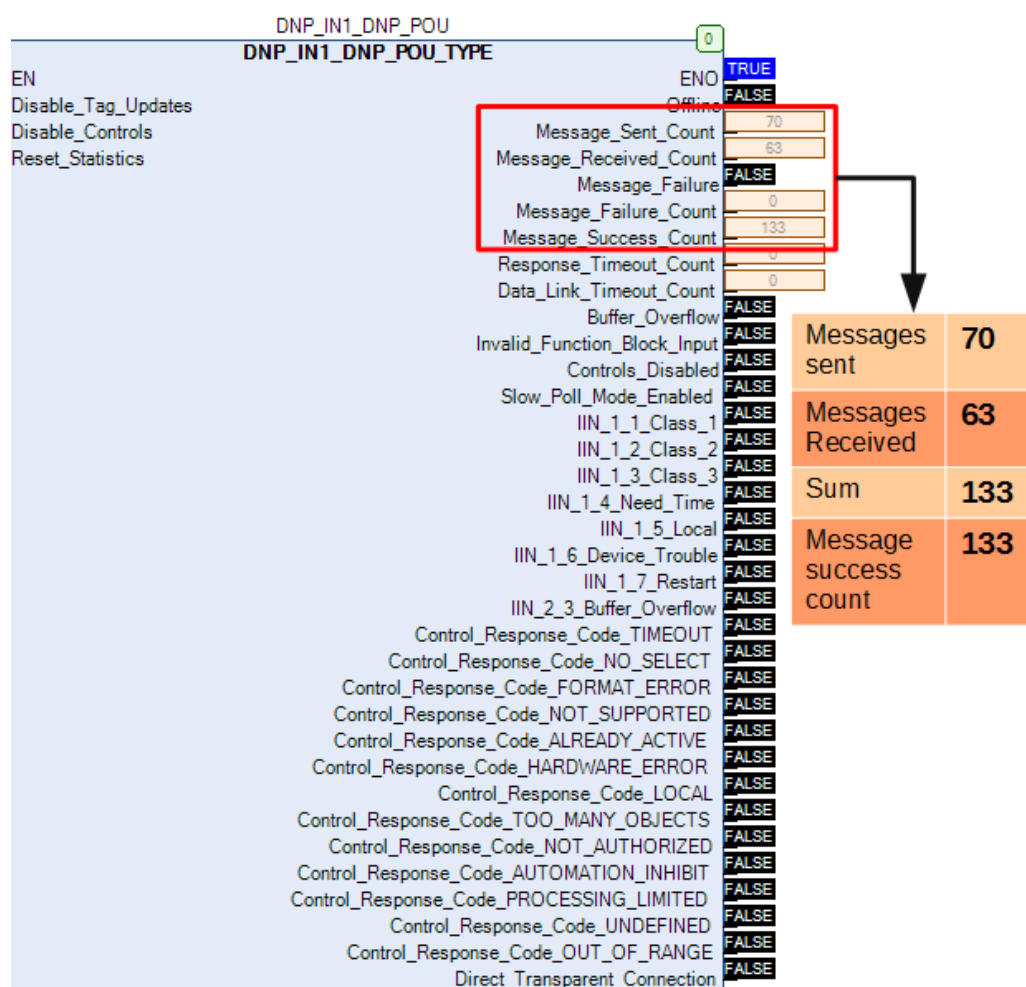 DNP_IN1_DNP_POU
0
DNP_IN1_DNP_POU_TYPE
EN
ENO
TRUE
Disable_Tag_Updates
Offline
FALSE
Disable_Controls
Message_Sent_Count
70
Reset_Statistics
Message_Received_Count
63
Message_Failure
FALSE
Message_Failure_Count
0
Message_Success_Count
133
Response_Timeout_Count
0
Data_Link_Timeout_Count
0
Buffer_Overflow
FALSE
Invalid_Function_Block_Input
FALSE
Controls_Disabled
FALSE
Slow_Poll_Mode_Enabled
FALSE
IIN_1_1_Class_1
FALSE
IIN_1_2_Class_2
FALSE
IIN_1_3_Class_3
FALSE
IIN_1_4_Need_Time
FALSE
IIN_1_5_Local
FALSE
IIN_1_6_Device_Trouble
FALSE
IIN_1_7_Restart
FALSE
IIN_2_3_Buffer_Overflow
FALSE
Control_Response_Code_TIMEOUT
FALSE
Control_Response_Code_NO_SELECT
FALSE
Control_Response_Code_FORMAT_ERROR
FALSE
Control_Response_Code_NOT_SUPPORTED
FALSE
Control_Response_Code_ALREADY_ACTIVE
FALSE
Control_Response_Code_HARDWARE_ERROR
FALSE
Control_Response_Code_LOCAL
FALSE
Control_Response_Code_TOO_MANY_OBJECTS
FALSE
Control_Response_Code_NOT_AUTHORIZED
FALSE
Control_Response_Code_AUTOMATION_INHIBIT
FALSE
Control_Response_Code_PROCESSING_LIMITED
FALSE
Control_Response_Code_UNDEFINED
FALSE
Control_Response_Code_OUT_OF_RANGE
FALSE
Direct_Transparent_Connection
FALSE
Messages
sent
70
Messages
Received
63
Sum
133
Message
success
count
133